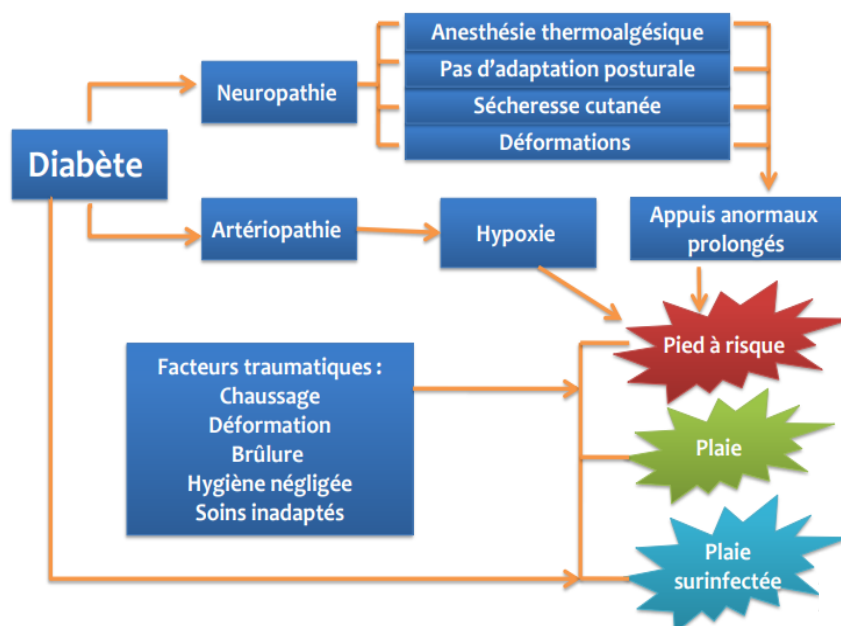 Anesthésie thermoalgésique
Pas d’adaptation posturale
Neuropathie
Sécheresse cutanée
Déformations
Diabète
Artériopathie
Hypoxie
Appuis anormaux
prolongés
Pied à risque
Facteurs traumatiques :
Chaussage
Déformation
Brûlure
Hygiène négligée
Soins inadaptés
Plaie
Plaie
surinfectée